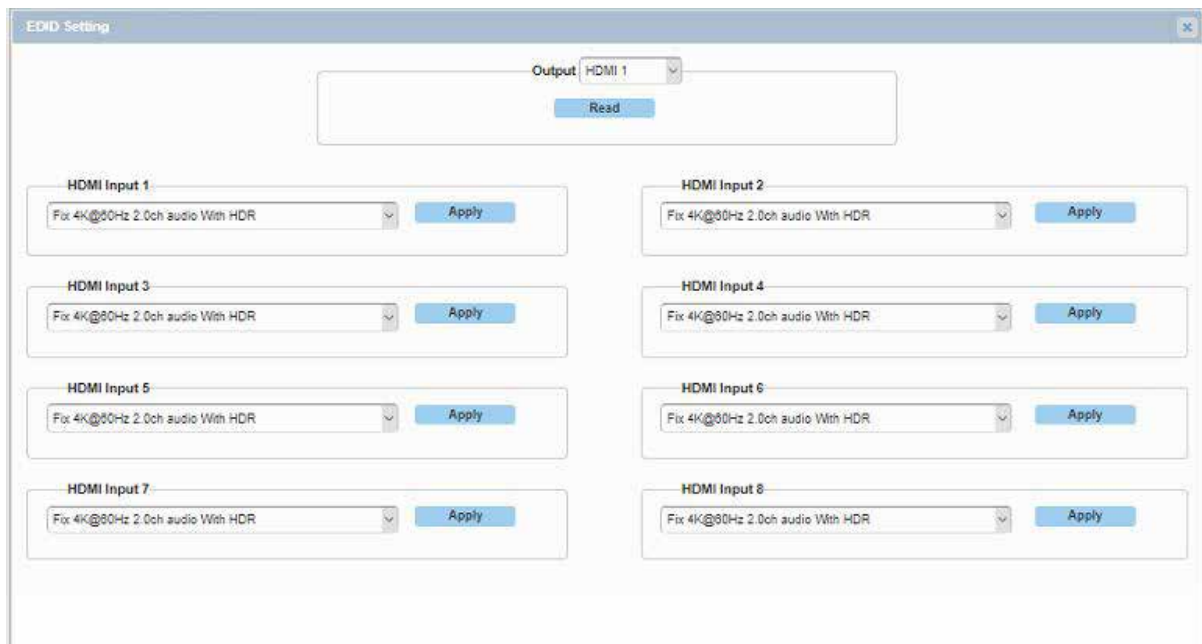 EDID Setting
Output HDMI 1
Read
HDMI Input 1
HDMI Input 2
Fix 4K@60Hz 2.0ch audio With HDR Apply
Fix 4K@60Hz 2.0ch audio With HDR Apply
HDMI Input 3
HDMI Input 4
Fix 4K@60Hz 2.0ch audio With HDR Apply
Fix 4K@60Hz 2.0ch audio With HDR Apply
HDMI Input 5
HDMI Input 6
Fix 4K@60Hz 2.0ch audio With HDR Apply
Fix 4K@60Hz 2.0ch audio With HDR Apply
HDMI Input 7
HDMI Input 8
Fix 4K@60Hz 2.0ch audio With HDR Apply
Fix 4K@60Hz 2.0ch audio With HDR Apply